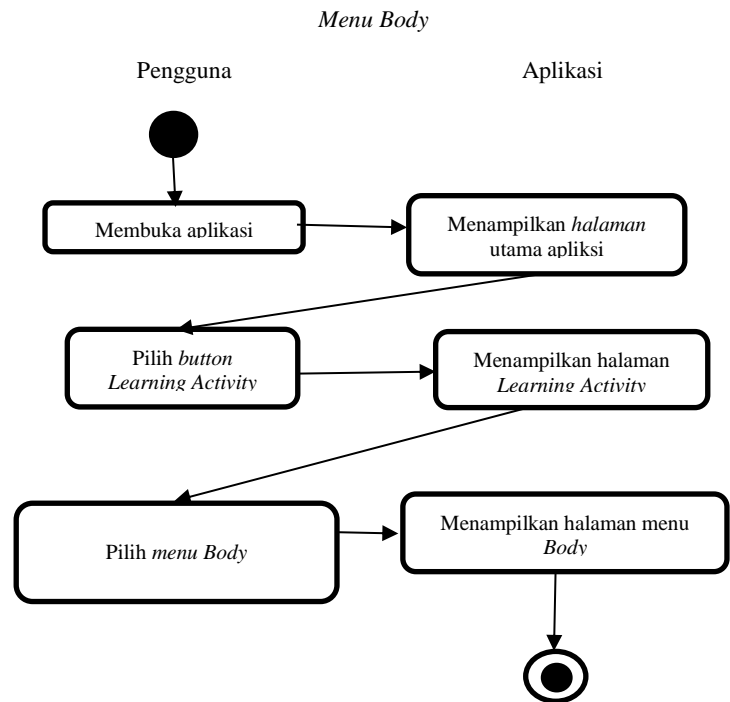 Menu Body
Pengguna
Aplikasi
Membuka aplikasi
Menampilkan halaman
utama apliksi
Pilih button
Learning Activity
Menampilkan halaman
Learning Activity
Pilih menu Body
Menampilkan halaman menu
Body